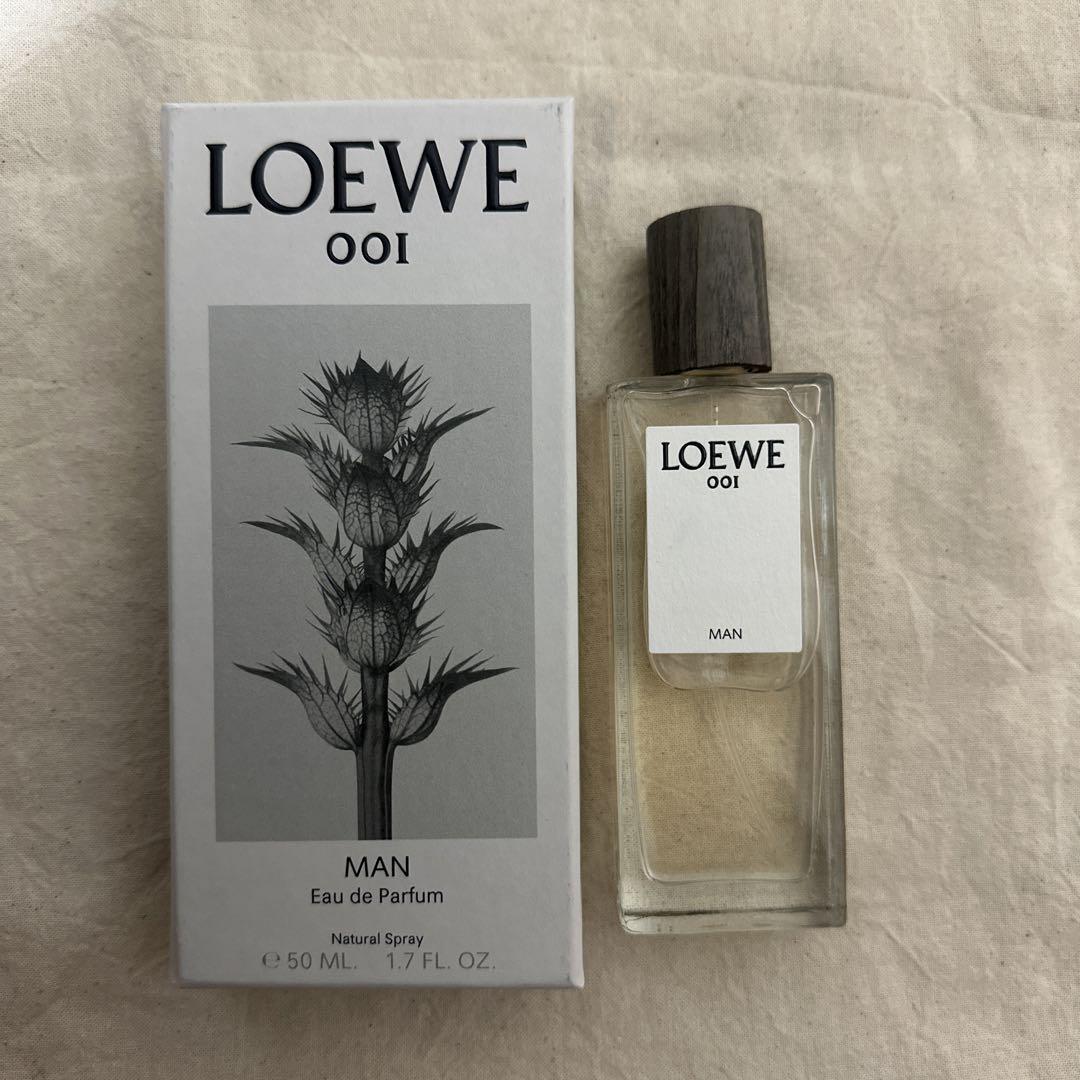 LOEWE
001
MAN
Eau de Parfum
Natural Spray
℮ 50 ML. 1.7 FL. OZ.
LOEWE
001
MAN